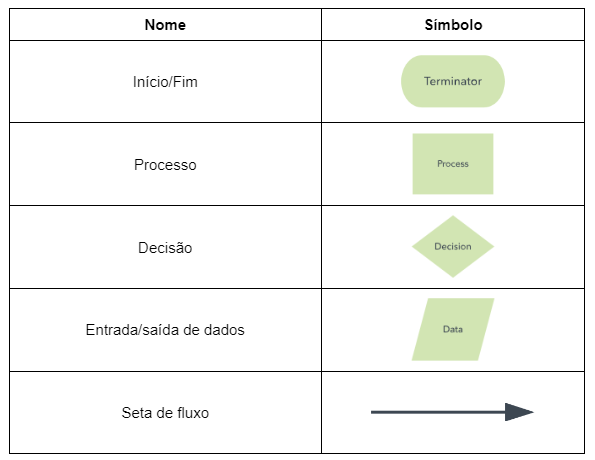 Nome
Símbolo
Início/Fim
Terminator
Processo
Process
Decisão
Decision
Entrada/saída de dados
Data
Seta de fluxo